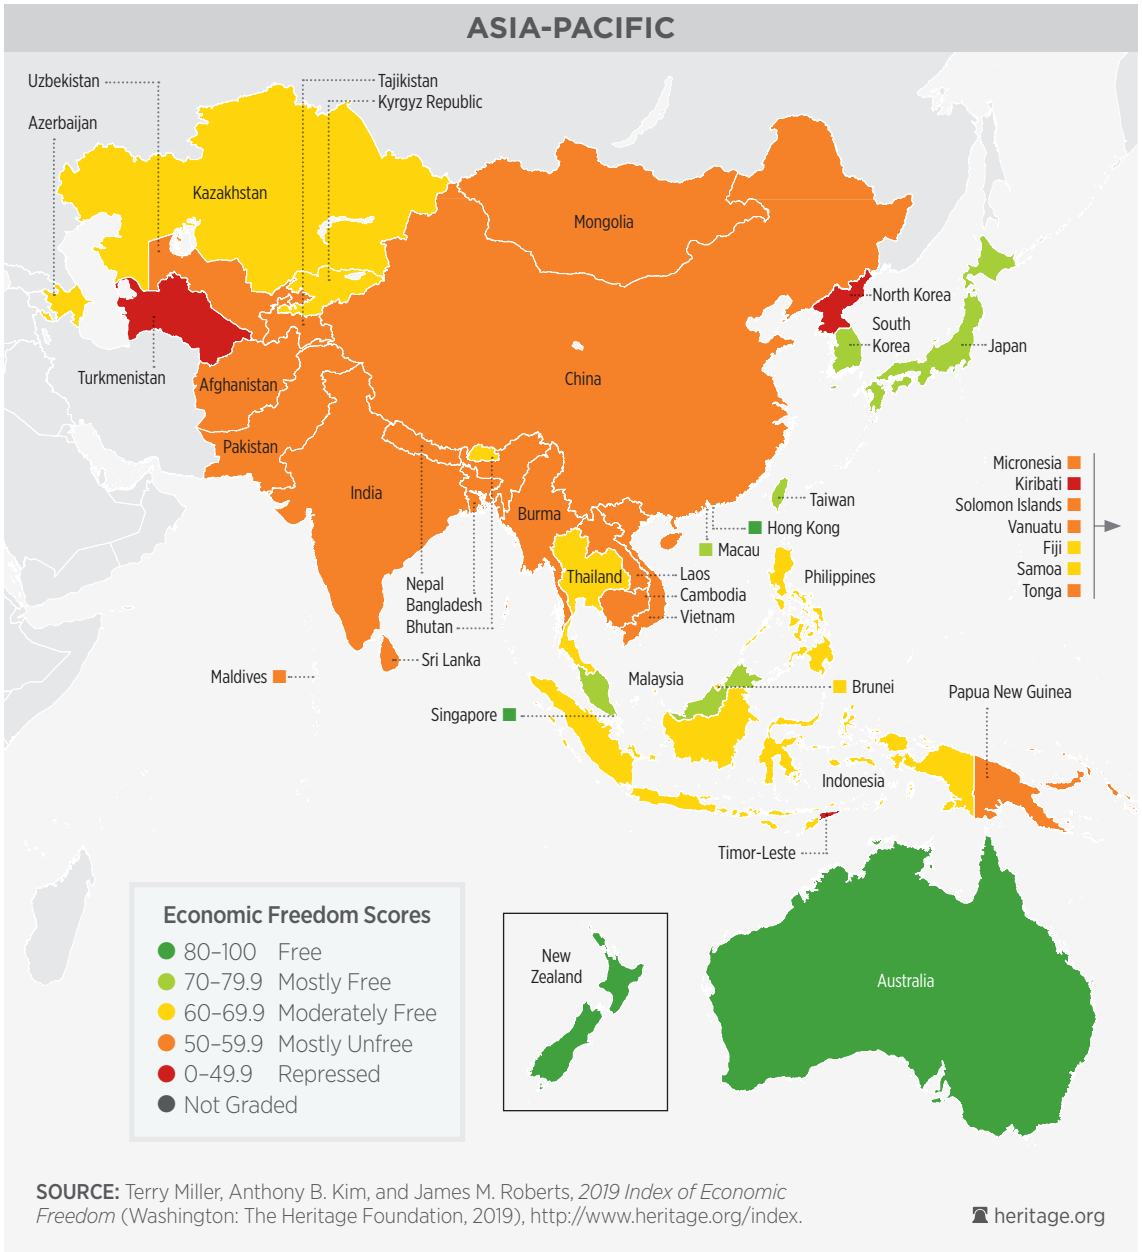 ASIA-PACIFIC
Uzbekistan
Tajikistan
Kyrgyz Republic
Azerbaijan
Kazakhstan
Mongolia
North Korea
South
Korea
Japan
Turkmenistan
Afghanistan
China
Pakistan
India
Burma
Taiwan
Hong Kong
Macau
Micronesia
Kiribati
Solomon Islands
Vanuatu
Fiji
Samoa
Tonga
Thailand
Laos
Cambodia
Vietnam
Philippines
Nepal
Bangladesh
Bhutan
Sri Lanka
Maldives
Malaysia
Brunei
Singapore
Papua New Guinea
Indonesia
Timor-Leste
Economic Freedom Scores
80–100 Free
70–79.9 Mostly Free
60–69.9 Moderately Free
50–59.9 Mostly Unfree
0–49.9 Repressed
Not Graded
New
Zealand
Australia
SOURCE: Terry Miller, Anthony B. Kim, and James M. Roberts, 2019 Index of Economic
Freedom (Washington: The Heritage Foundation, 2019), http://www.heritage.org/index.
heritage.org